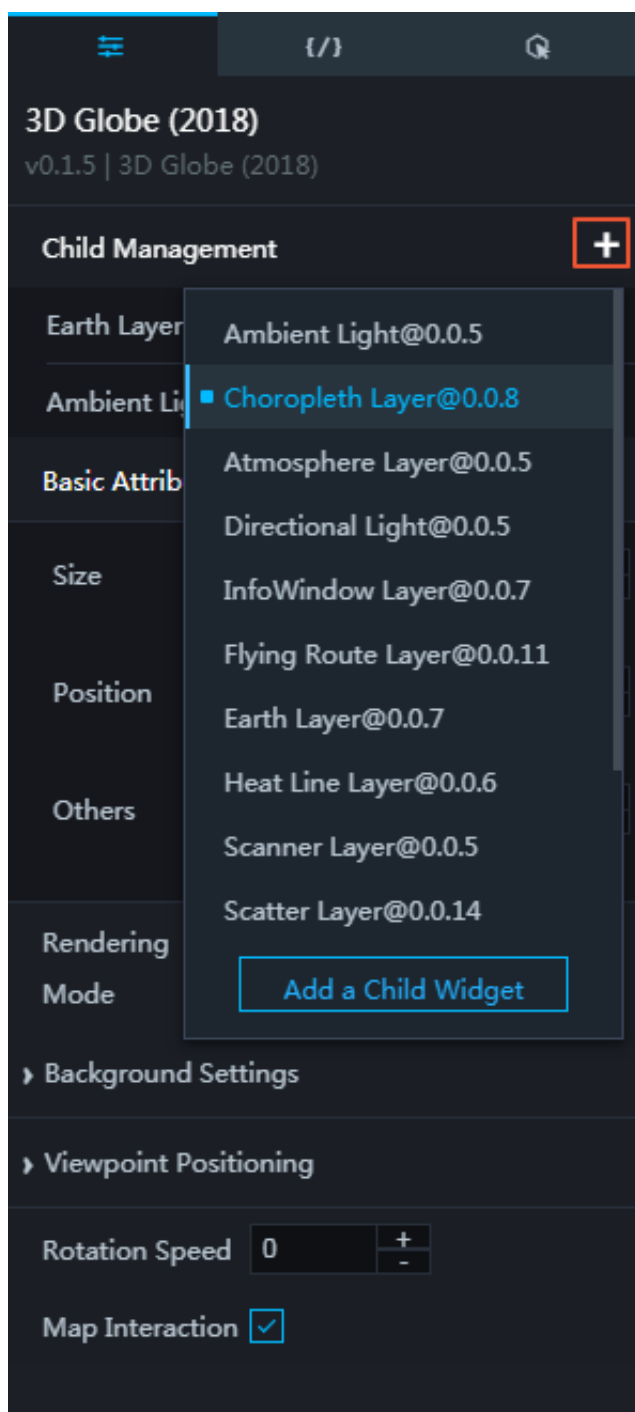 {/}
3D Globe (2018)
v0.1.5 | 3D Globe (2018)
Child Management +
Earth Layer
Ambient Light@0.0.5
Ambient Li
Choropleth Layer@0.0.8
Basic Attrib
Atmosphere Layer@0.0.5
Directional Light@0.0.5
Size
InfoWindow Layer@0.0.7
Flying Route Layer@0.0.11
Position
Earth Layer@0.0.7
Heat Line Layer@0.0.6
Others
Scanner Layer@0.0.5
Scatter Layer@0.0.14
Rendering
Mode
Add a Child Widget
Background Settings
Viewpoint Positioning
Rotation Speed 0 + -
Map Interaction